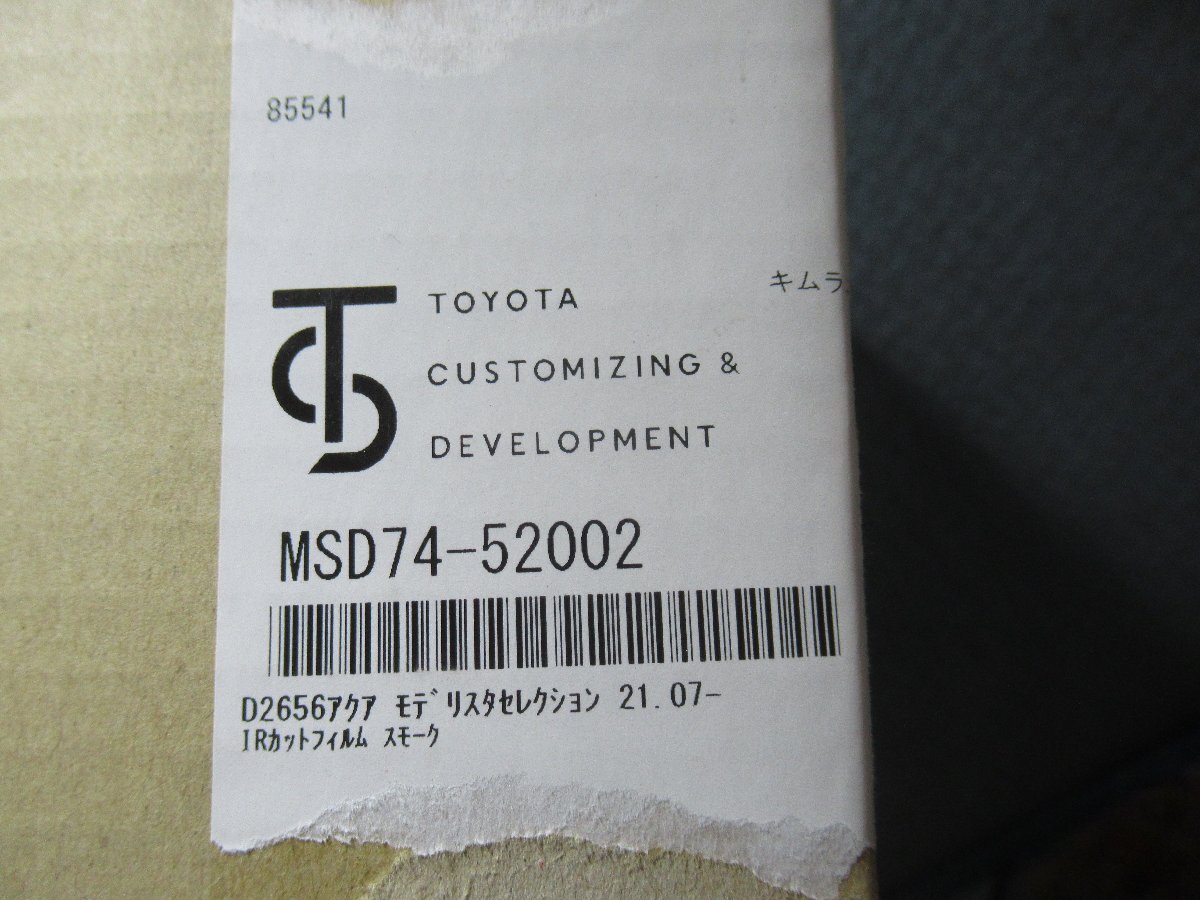 85541
キムラ
TOYOTA
CUSTOMIZING &
DEVELOPMENT
MSD74-52002
D2656ｱｸｱ ﾓﾃﾞﾘｽﾀｾﾚｸｼｮﾝ 21.07-
IRｶｯﾄﾌｨﾙﾑ ｽﾓｰｸ